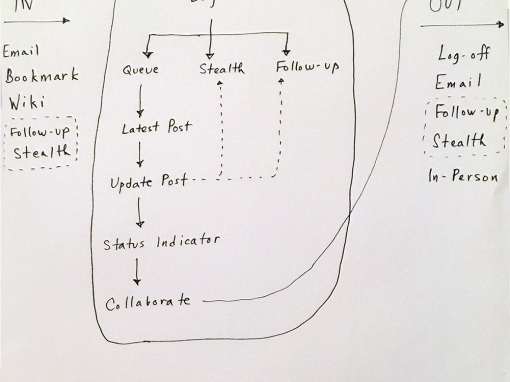 IN
OUT
Email
Bookmark
Wiki
Follow-up
Stealth
Queue
Stealth
Follow-up
Latest Post
Update Post
Status Indicator
Collaborate
Log-off
Email
Follow-up
Stealth
In-Person